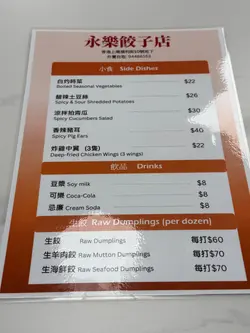 永樂餃子店
小食 Side Dishes
白灼時菜 $22
Boiled Seasonal Vegetables
酸辣土豆絲 $26
Spicy & Sour Shredded Potatoes
涼拌拍青瓜 $30
Spicy Cucumbers Salad
香辣豬耳 $40
Spicy Pig Ears
炸雞中翼 (3隻) $22
Deep-fried Chicken Wings (3 wings)
飲品 Drinks
豆漿 Soy milk $8
可樂 Coca-Cola $8
忌廉 Cream Soda $8
生餃 Raw Dumplings (per dozen)
生餃 Raw Dumplings 每打$60
生羊肉餃 Raw Mutton Dumplings 每打$70
生海鮮餃 Raw Seafood Dumplings 每打$70